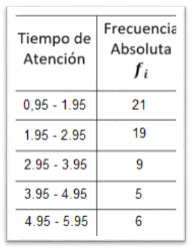 Tiempo de Atención Frecuencia Absoluta fᵢ
0,95 - 1.95 21
1.95 - 2.95 19
2.95 - 3.95 9
3.95 - 4.95 5
4.95 - 5.95 6